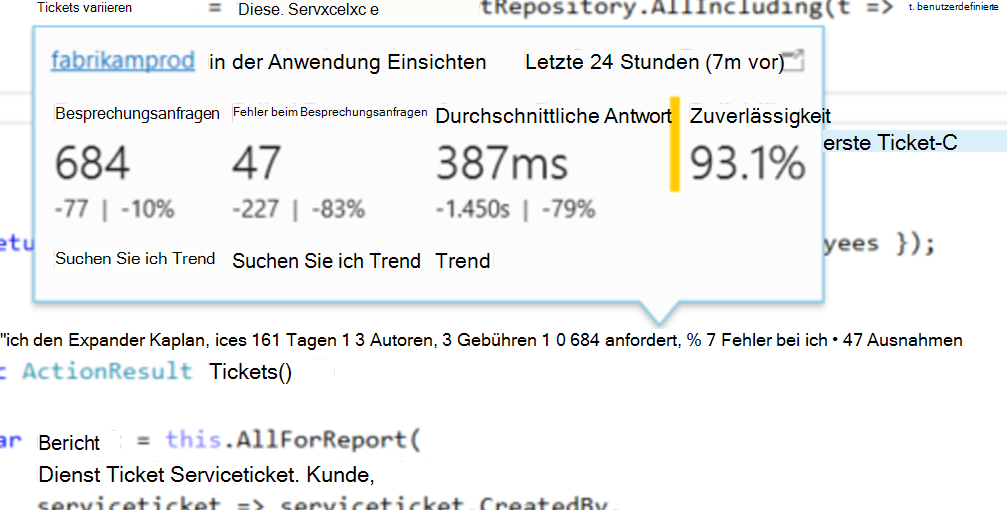 Tickets variieren = Diese. Servxcelxc e tRepository.AllIncluding(t => t. benutzerdefinierte
fabrikamprod in der Anwendung Einsichten Letzte 24 Stunden (7m vor)
Besprechungsanfragen Fehler beim Besprechungsanfragen Durchschnittliche Antwort Zuverlässigkeit
erste Ticket-C
684 47 387ms 93.1%
-77 | -10% -227 | -83% -1.450s | -79%
etu yees });
Suchen Sie ich Trend Suchen Sie ich Trend Trend
"ich den Expander Kaplan, ices 161 Tagen 1 3 Autoren, 3 Gebühren 1 0 684 anfordert, % 7 Fehler bei ich • 47 Ausnahmen
c ActionResult Tickets()
ar Bericht = this.AllForReport(
Dienst Ticket Serviceticket. Kunde,
serviceticket => serviceticket.CreatedBy.